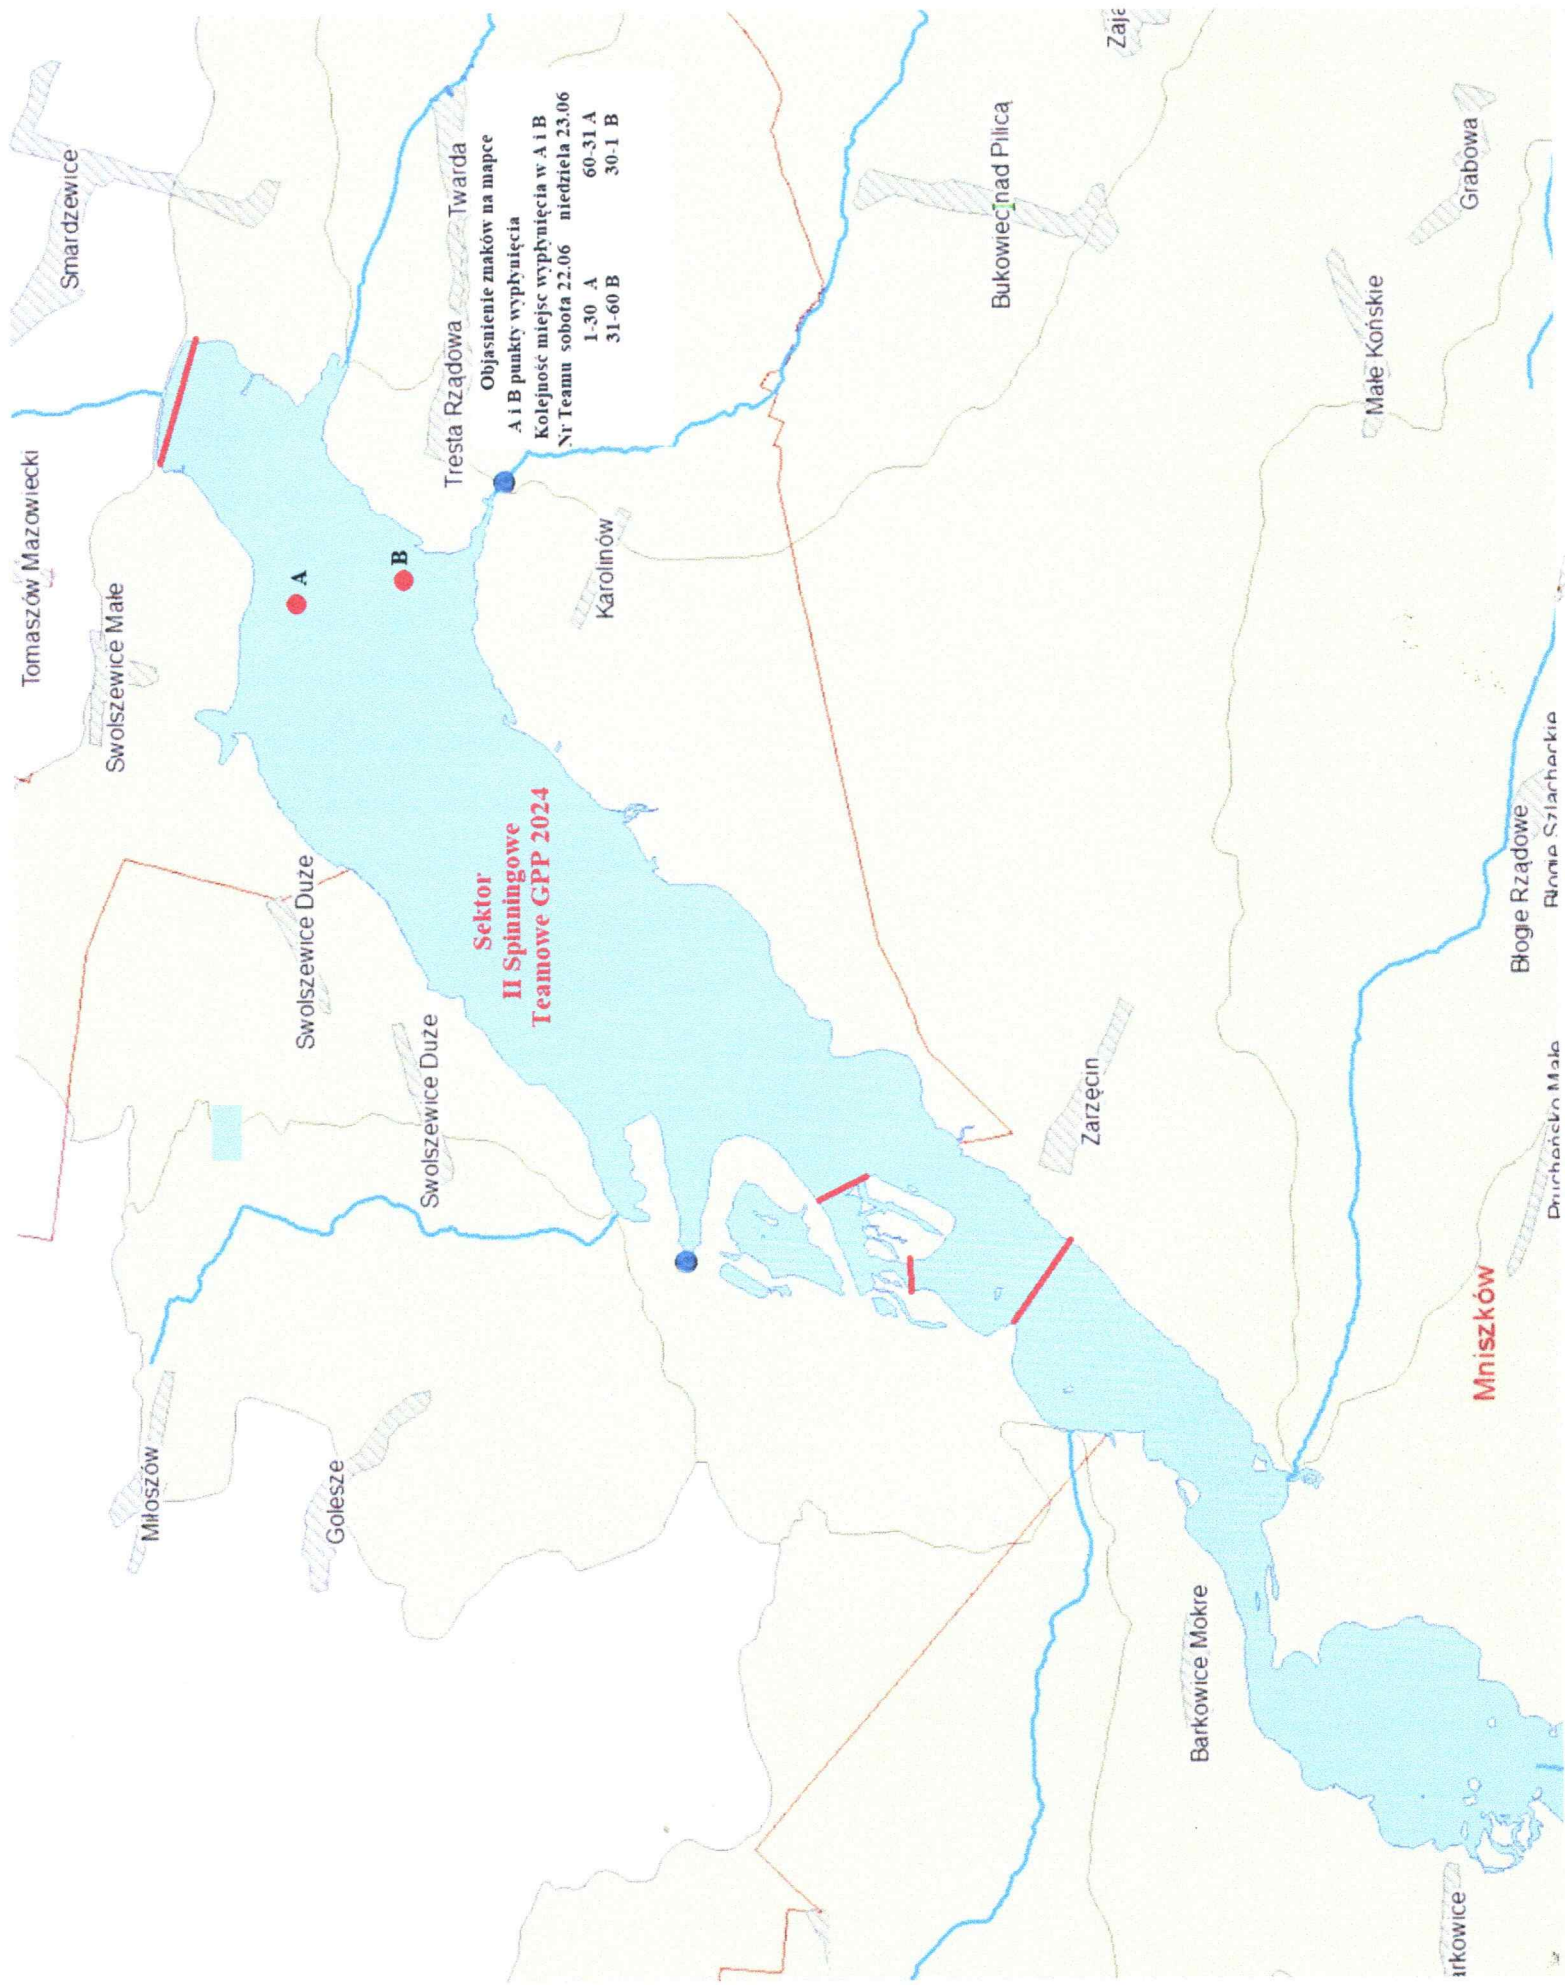 Smardzewice
Tomaszów Mazowiecki
Swolszewice Małe
Swolszewice Duże
Swolszewice Duże
Miłoszów
Golesze
A
B
Tresta Rządowa
Twarda
Objasnienie znaków na mapce
A i B punkty wypłynięcia
Kolejność miejsc wypłynięcia w A i B
Nr Teamu sobota 22.06 niedziela 23.06
1-30 A 60-31 A
31-60 B 30-1 B
Karolinów
Sektor
II Spinningowe
Teamowe GPP 2024
Bukowiec nad Pilicą
Zarzęcin
Barkowice Mokre
Małe Końskie
Grabowa
Błogie Rządowe
Mniszków